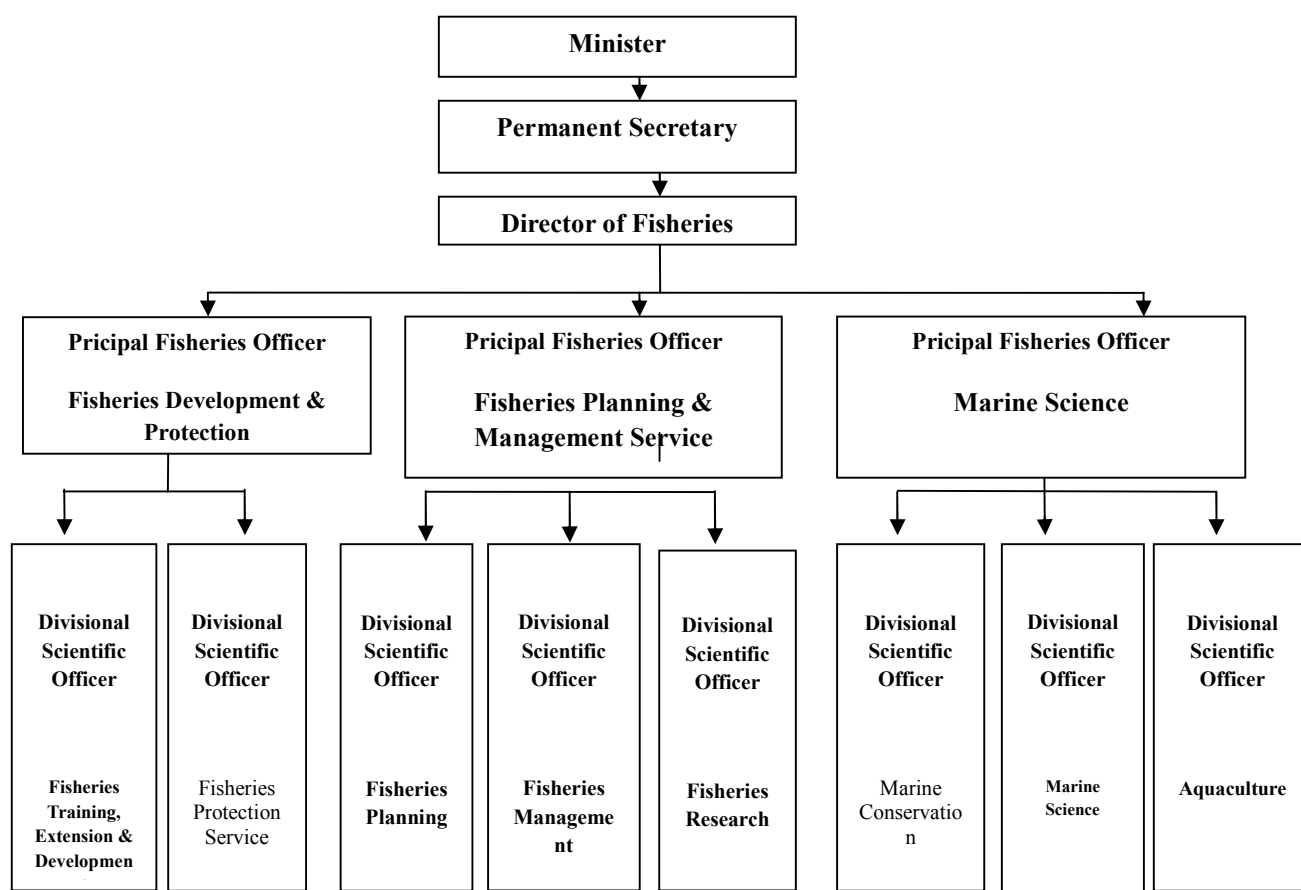 Minister
Permanent Secretary
Director of Fisheries
Pricipal Fisheries Officer
Fisheries Development &
Protection
Pricipal Fisheries Officer
Fisheries Planning &
Management Service
Pricipal Fisheries Officer
Marine Science
Divisional
Scientific
Officer
Fisheries
Training,
Extension &
Developmen
Divisional
Scientific
Officer
Fisheries
Protection
Service
Divisional
Scientific
Officer
Fisheries
Planning
Divisional
Scientific
Officer
Fisheries
Manageme
nt
Divisional
Scientific
Officer
Fisheries
Research
Divisional
Scientific
Officer
Marine
Conservatio
n
Divisional
Scientific
Officer
Marine
Science
Divisional
Scientific
Officer
Aquaculture